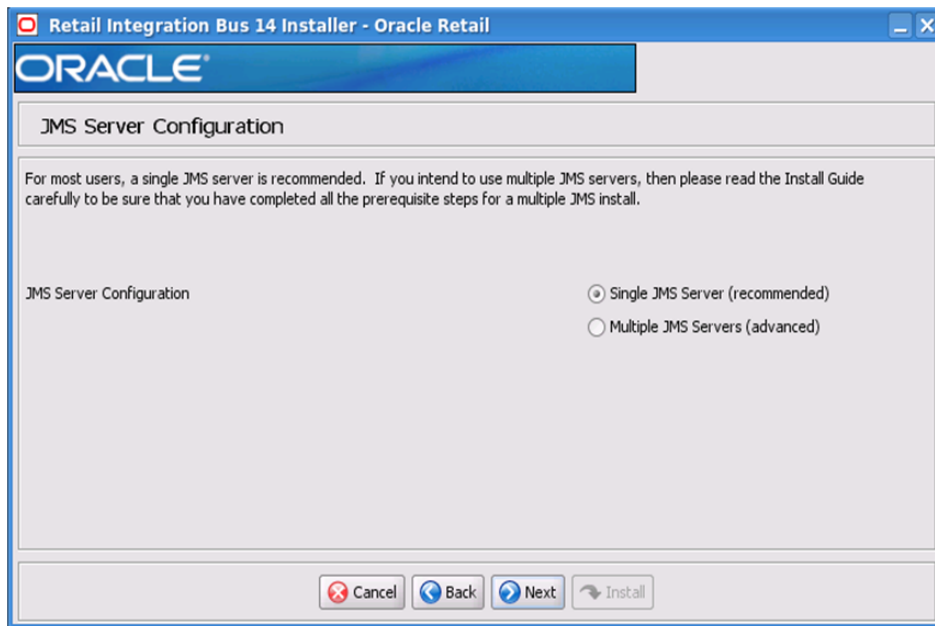 Retail Integration Bus 14 Installer - Oracle Retail
ORACLE®
JMS Server Configuration
For most users, a single JMS server is recommended. If you intend to use multiple JMS servers, then please read the Install Guide
carefully to be sure that you have completed all the prerequisite steps for a multiple JMS install.
JMS Server Configuration
Single JMS Server (recommended)
Multiple JMS Servers (advanced)
Cancel Back Next Install